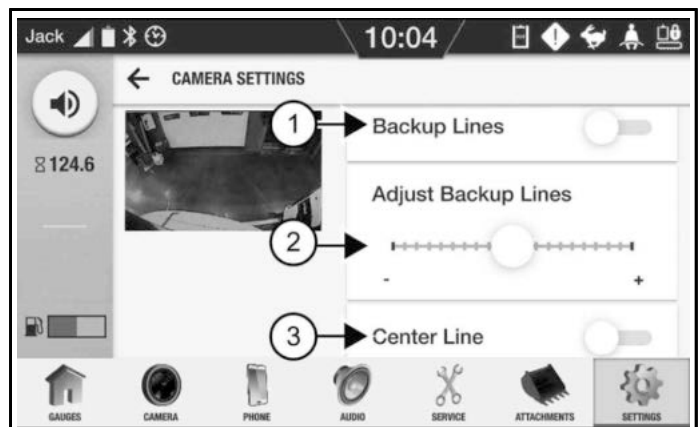 Jack 10:04
CAMERA SETTINGS
1 Backup Lines
124.6
Adjust Backup Lines
2
- +
3 Center Line
GAUGES CAMERA PHONE AUDIO SERVICE ATTACHMENTS SETTINGS